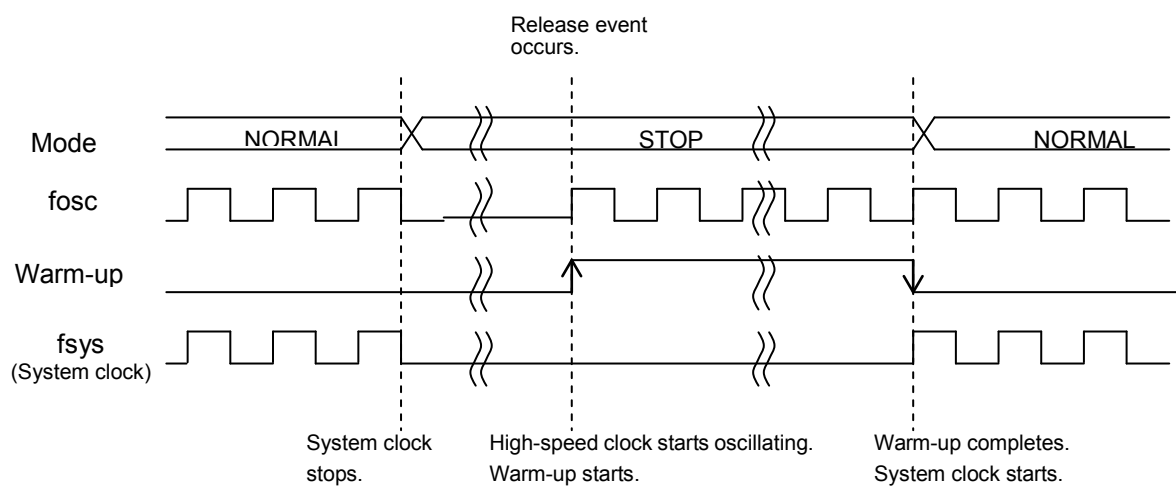 Release event
occurs.
Mode
NORMAL
STOP
NORMAL
fosc
Warm-up
fsys
(System clock)
System clock
stops.
High-speed clock starts oscillating.
Warm-up starts.
Warm-up completes.
System clock starts.